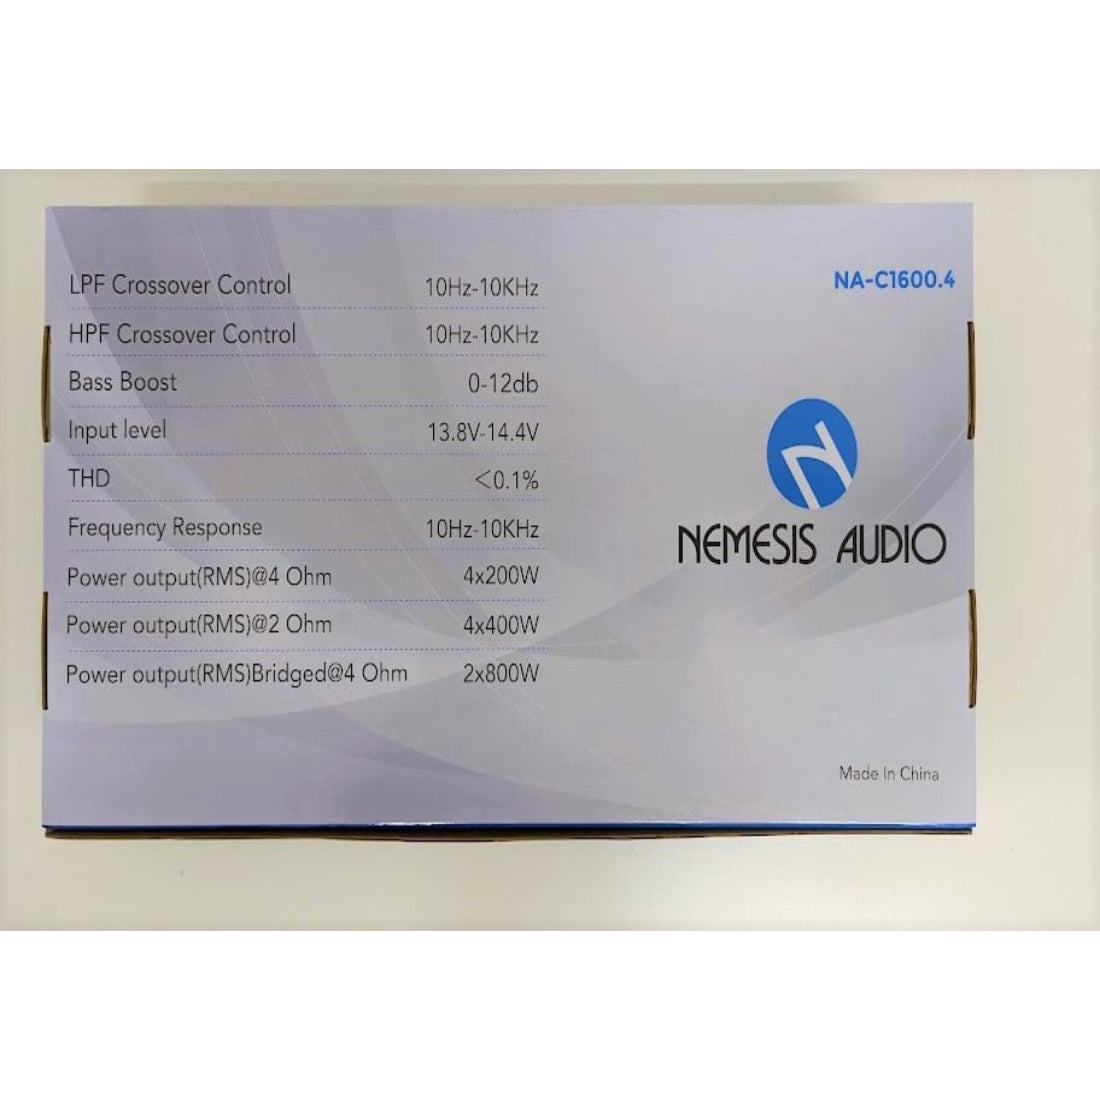 LPF Crossover Control 10Hz-10KHz
HPF Crossover Control 10Hz-10KHz
Bass Boost 0-12db
Input level 13.8V-14.4V
THD <0.1%
Frequency Response 10Hz-10KHz
Power output(RMS)@4 Ohm 4x200W
Power output(RMS)@2 Ohm 4x400W
Power output(RMS)Bridged@4 Ohm 2x800W
NA-C1600.4
NEMESIS AUDIO
Made In China